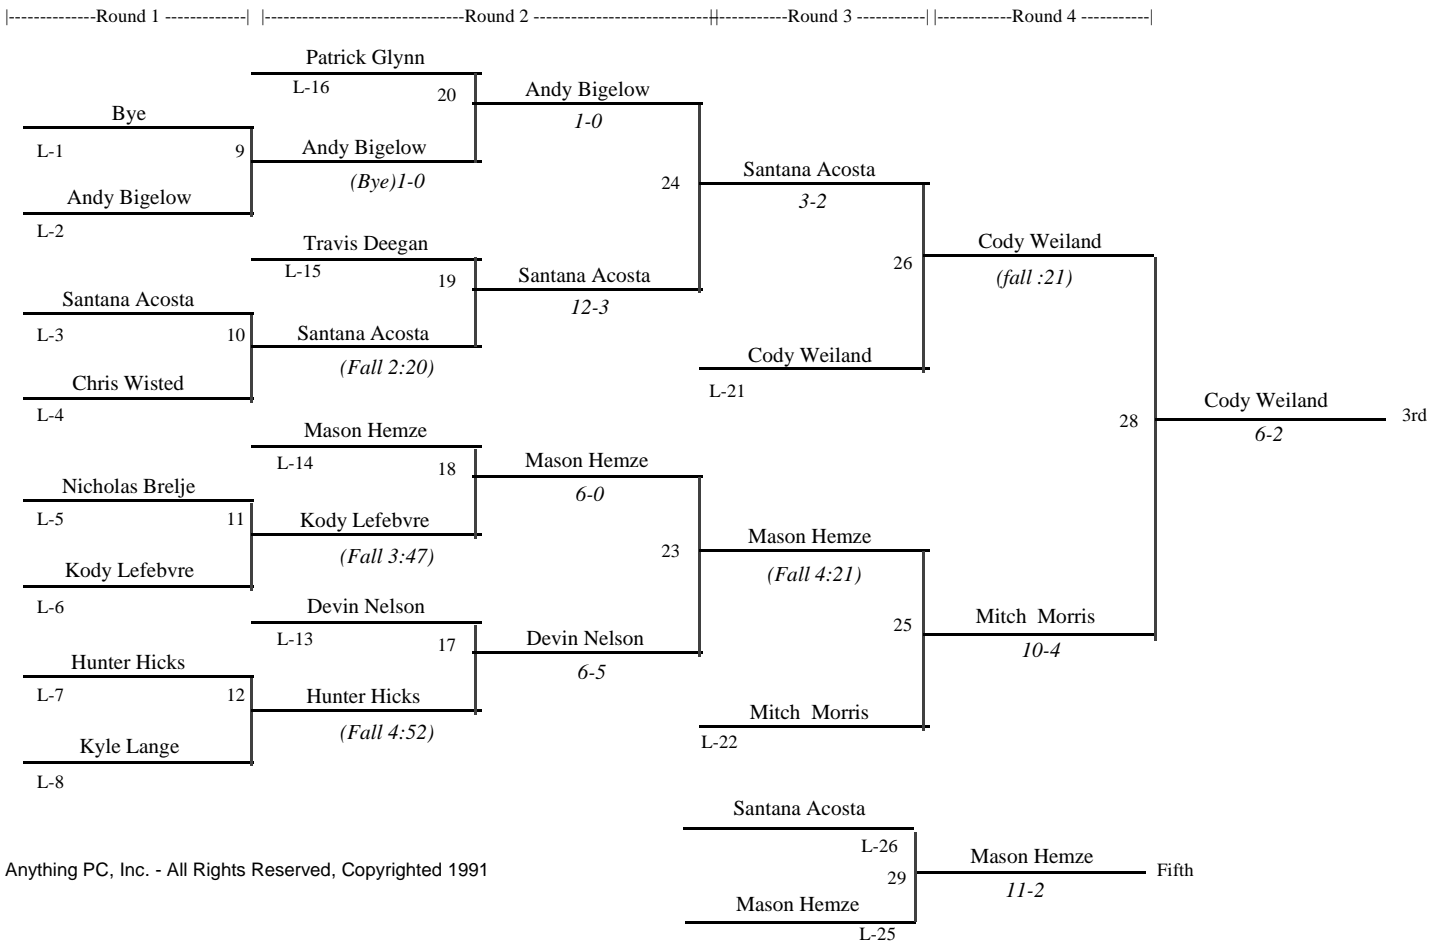 |--------------Round 1 -------------| |--------------------------------Round 2 ----------------------------||------------Round 3 -----------| |------------Round 4 -----------|
Patrick Glynn
L-16
20
Andy Bigelow
1-0
Bye
L-1
9
Andy Bigelow
(Bye)1-0
Andy Bigelow
L-2
24
Santana Acosta
3-2
Travis Deegan
L-15
19
Santana Acosta
12-3
26
Cody Weiland
(fall :21)
Santana Acosta
L-3
10
Santana Acosta
(Fall 2:20)
Chris Wisted
L-4
Cody Weiland
L-21
28
Cody Weiland
6-2
3rd
Mason Hemze
L-14
18
Mason Hemze
6-0
Nicholas Brelje
L-5
11
Kody Lefebvre
(Fall 3:47)
Kody Lefebvre
L-6
23
Mason Hemze
(Fall 4:21)
Devin Nelson
L-13
17
Devin Nelson
6-5
25
Mitch  Morris
10-4
Hunter Hicks
L-7
12
Hunter Hicks
(Fall 4:52)
Kyle Lange
L-8
Mitch  Morris
L-22
Santana Acosta
L-26
29
Mason Hemze
11-2
Fifth
Mason Hemze
L-25
Anything PC, Inc. - All Rights Reserved, Copyrighted 1991